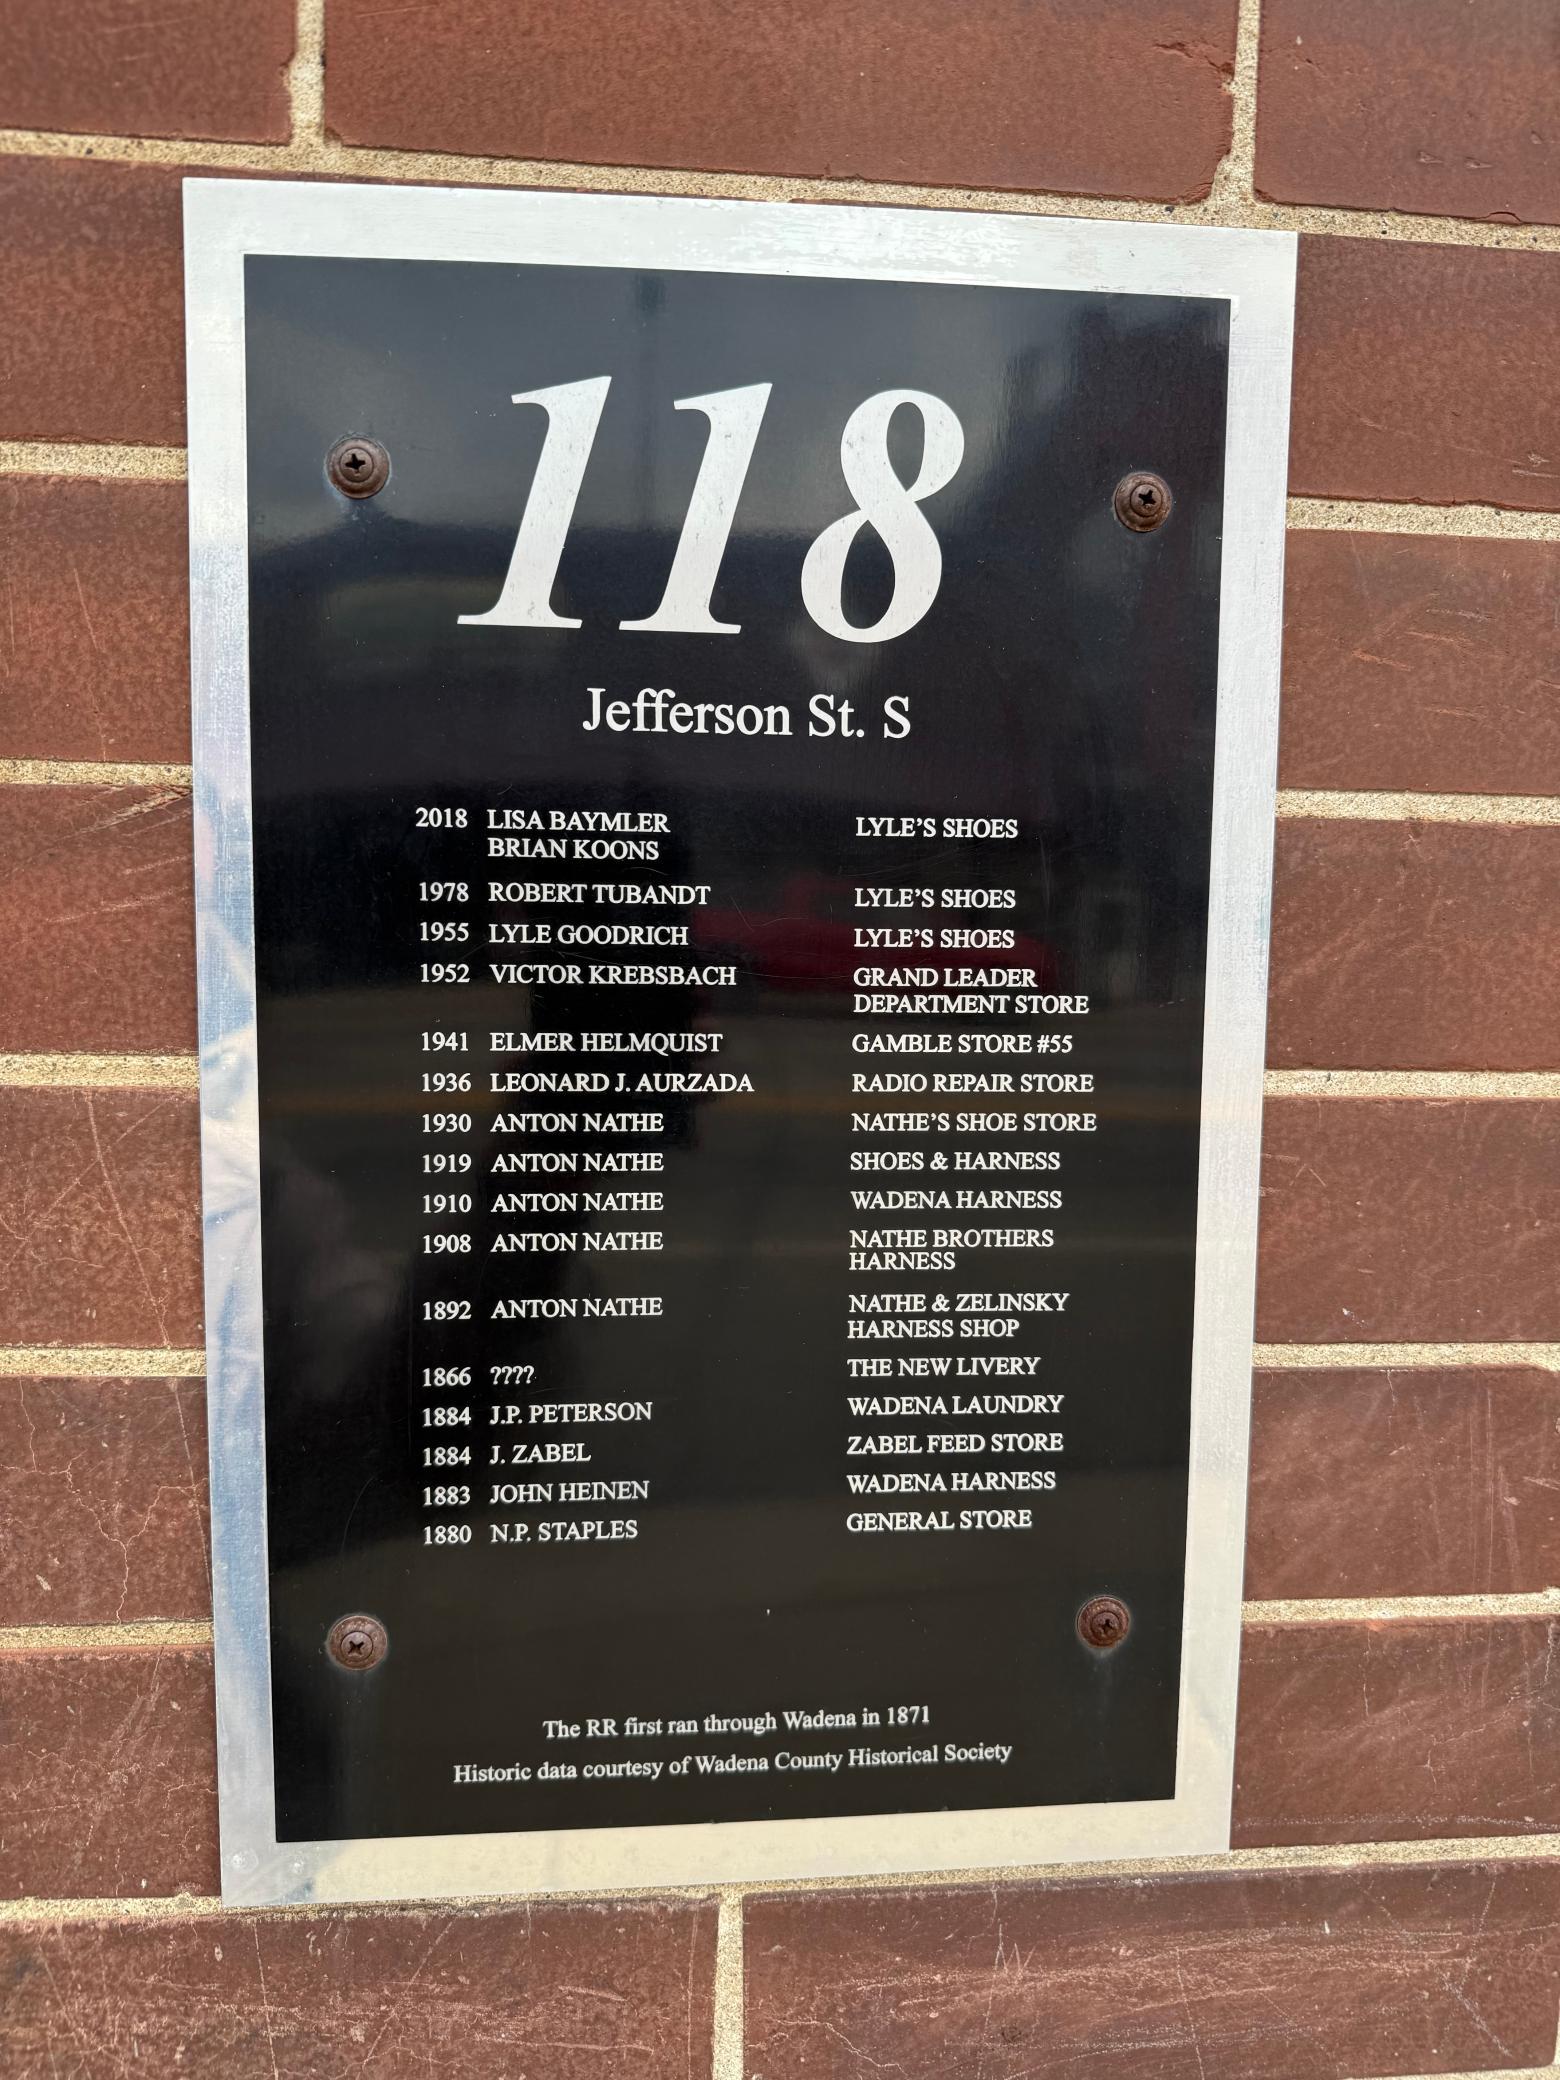 118
Jefferson St. S
2018 LISA BAYMLER LYLE'S SHOES
BRIAN KOONS
1978 ROBERT TUBANDT LYLE'S SHOES
1955 LYLE GOODRICH LYLE'S SHOES
1952 VICTOR KREBSBACH GRAND LEADER
DEPARTMENT STORE
1941 ELMER HELMQUIST GAMBLE STORE #55
1936 LEONARD J. AURZADA RADIO REPAIR STORE
1930 ANTON NATHE NATHE'S SHOE STORE
1919 ANTON NATHE SHOES & HARNESS
1910 ANTON NATHE WADENA HARNESS
1908 ANTON NATHE NATHE BROTHERS
HARNESS
1892 ANTON NATHE NATHE & ZELINSKY
HARNESS SHOP
1866 ???? THE NEW LIVERY
1884 J.P. PETERSON WADENA LAUNDRY
1884 J. ZABEL ZABEL FEED STORE
1883 JOHN HEINEN WADENA HARNESS
1880 N.P. STAPLES GENERAL STORE
The RR first ran through Wadena in 1871
Historic data courtesy of Wadena County Historical Society